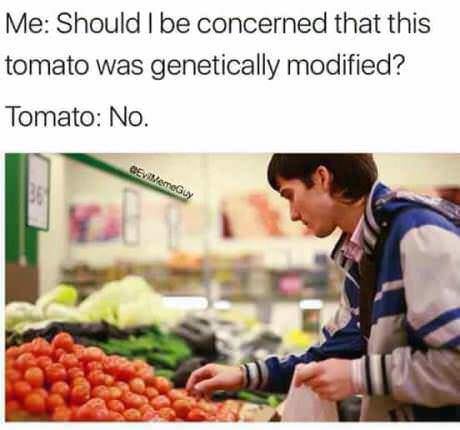 Me: Should I be concerned that this
tomato was genetically modified?
Tomato: No.
@EvilMemeGuy